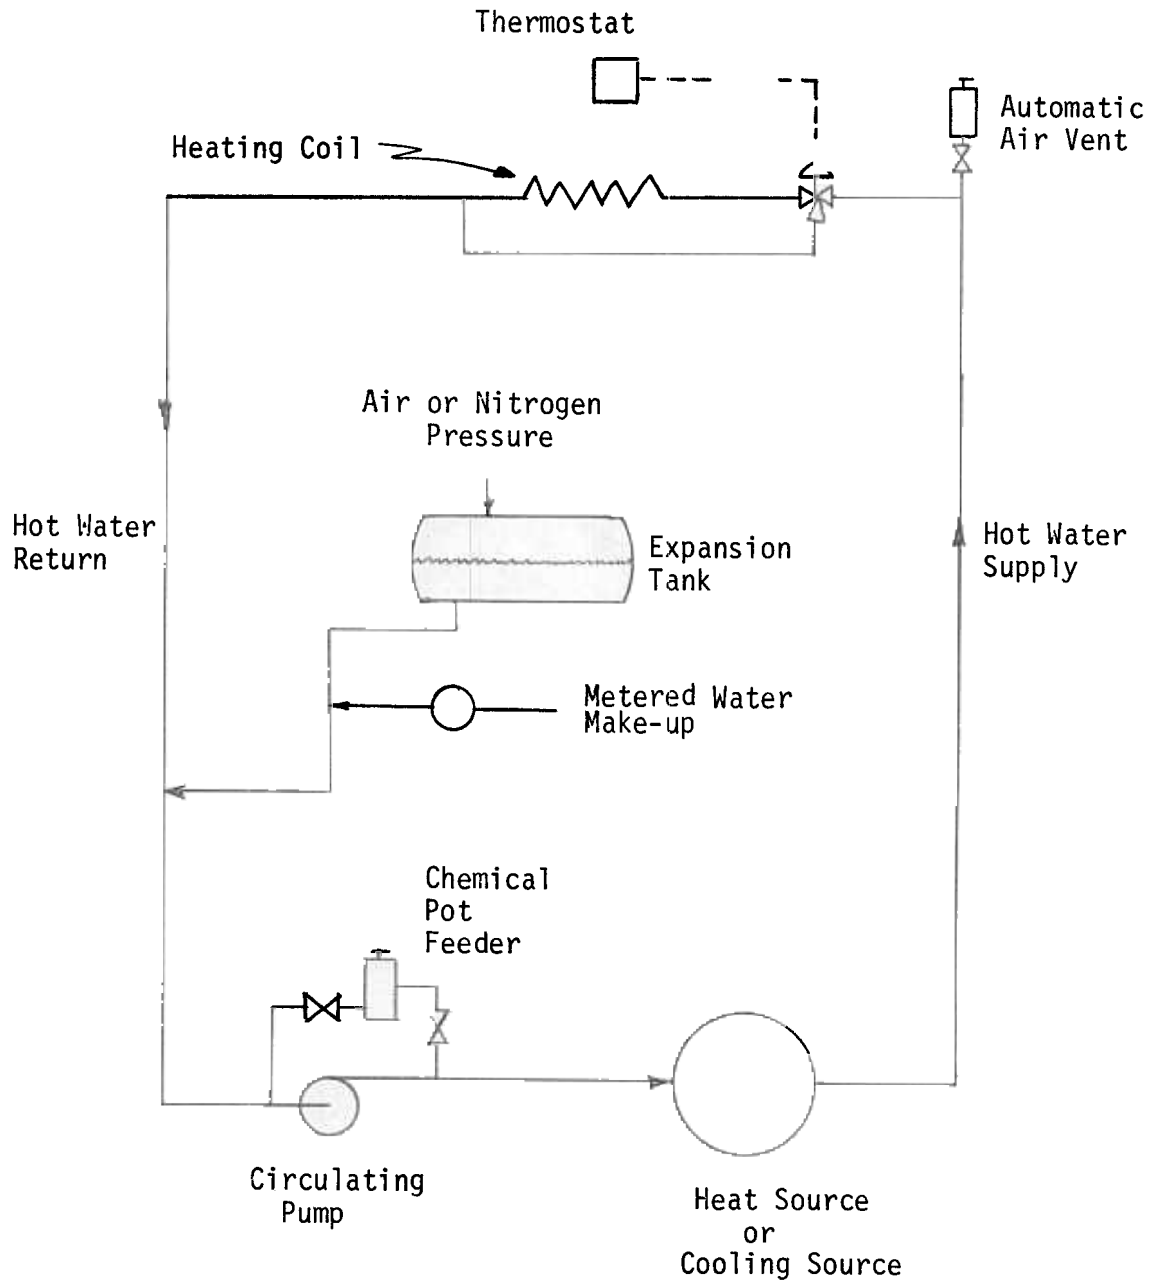 Thermostat
Automatic
Air Vent
Heating Coil
Air or Nitrogen
Pressure
Hot Water
Return
Expansion
Tank
Hot Water
Supply
Metered Water
Make-up
Chemical
Pot
Feeder
Circulating
Pump
Heat Source
or
Cooling Source